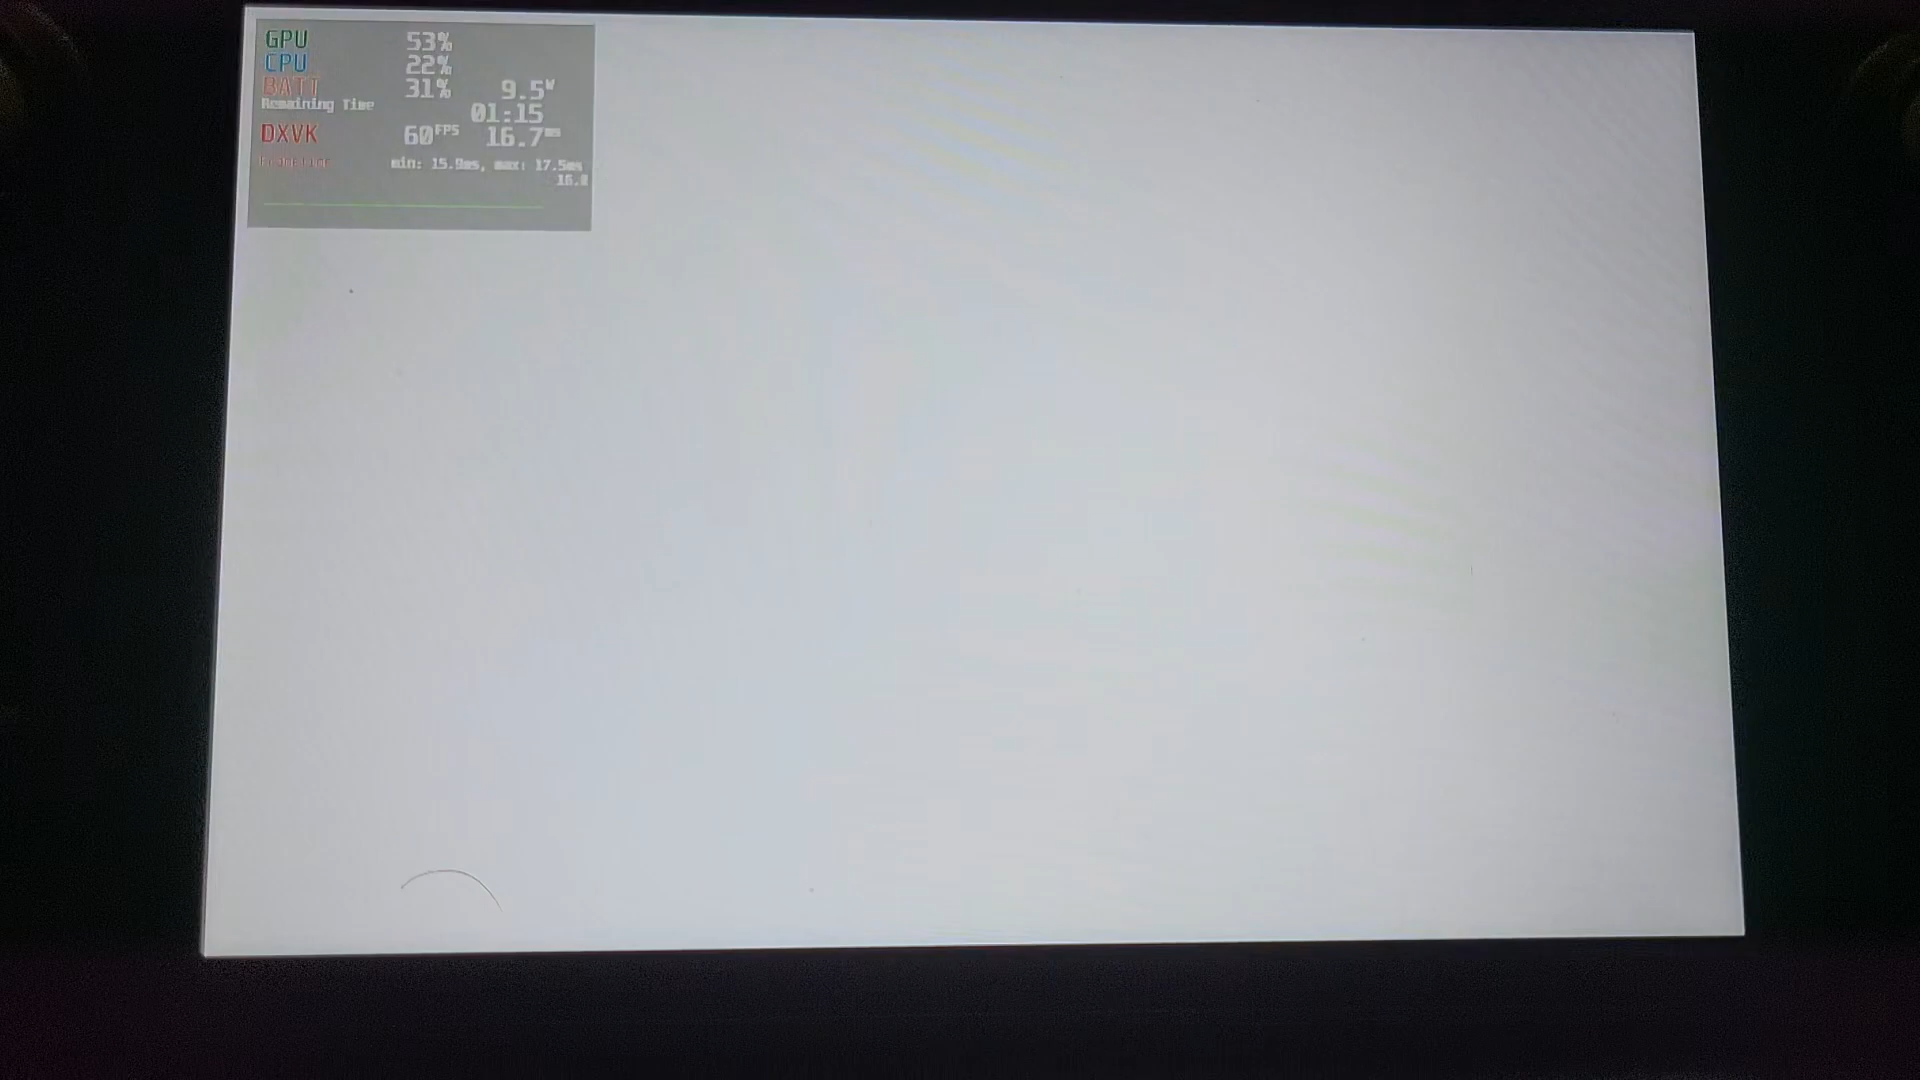 GPU 53%
CPU 22%
BATT 31% 9.5W
Remaining Time 01:15
DXVK 60FPS 16.7ms
Frametime min: 15.9ms, max: 17.5ms